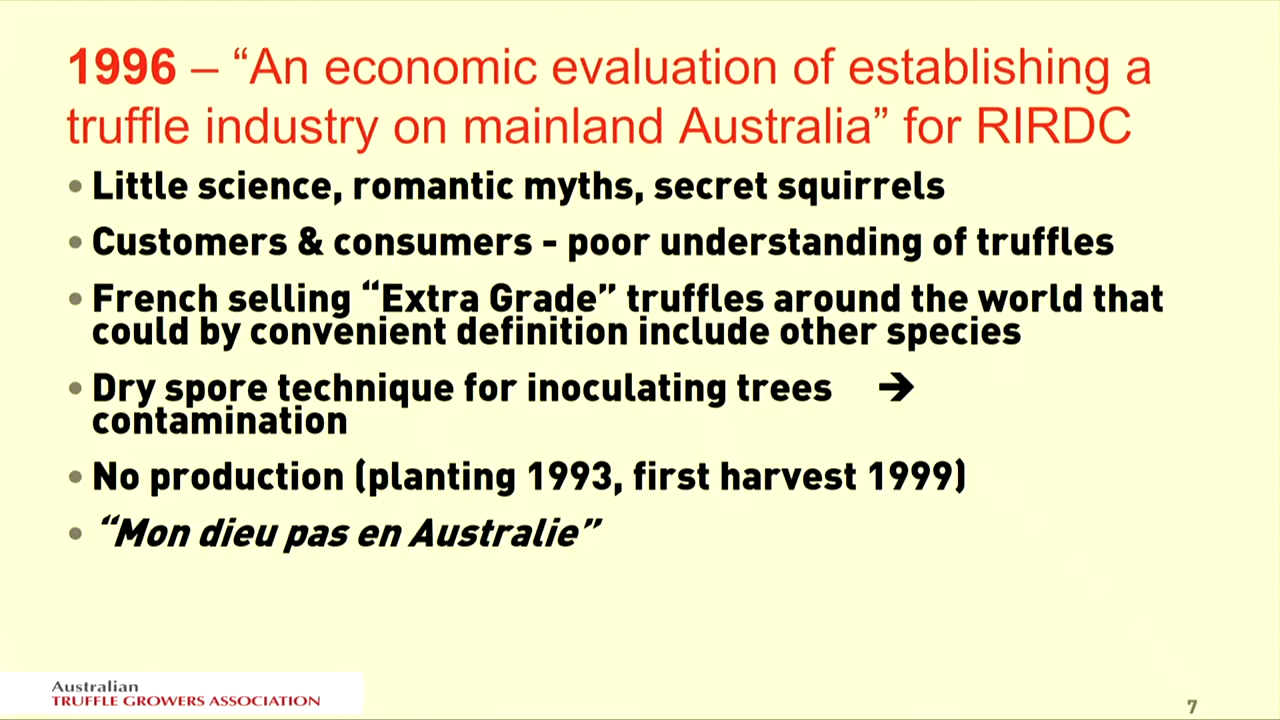 1996 – “An economic evaluation of establishing a
truffle industry on mainland Australia” for RIRDC
• Little science, romantic myths, secret squirrels
• Customers & consumers - poor understanding of truffles
• French selling “Extra Grade” truffles around the world that
could by convenient definition include other species
• Dry spore technique for inoculating trees →
contamination
• No production (planting 1993, first harvest 1999)
• “Mon dieu pas en Australie”
Australian
TRUFFLE GROWERS ASSOCIATION
7